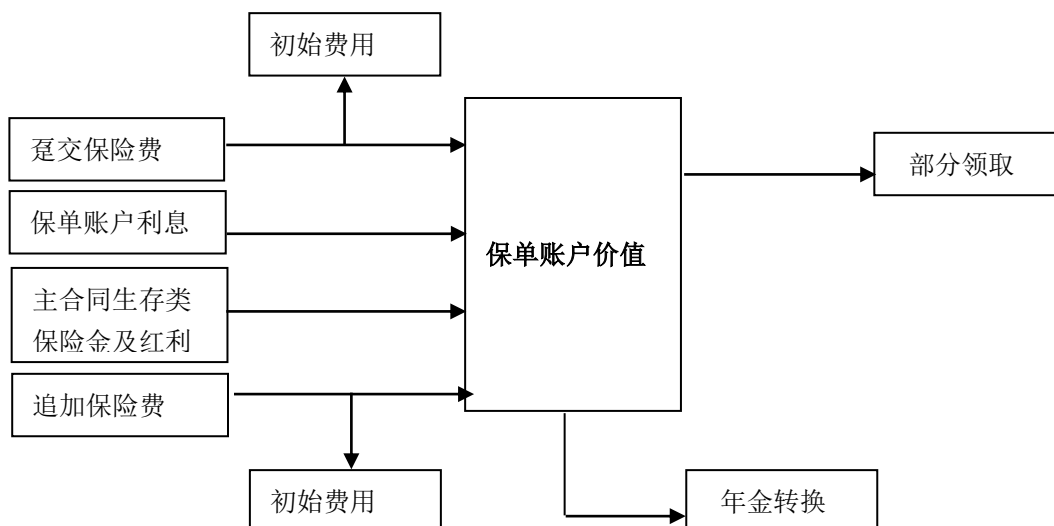 初始费用
趸交保险费
部分领取
保单账户利息
保单账户价值
主合同生存类
保险金及红利
追加保险费
初始费用
年金转换